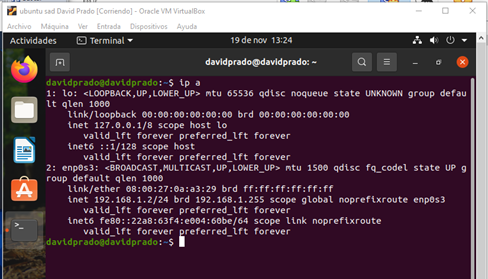 ubuntu sad David Prado [Corriendo] - Oracle VM VirtualBox
Archivo Máquina Ver Entrada Dispositivos Ayuda
Actividades Terminal 19 de nov 13:24
davidprado@davidprado: ~
davidprado@davidprado:~$ ip a
1: lo: <LOOPBACK,UP,LOWER_UP> mtu 65536 qdisc noqueue state UNKNOWN group defau
lt qlen 1000
link/loopback 00:00:00:00:00:00 brd 00:00:00:00:00:00
inet 127.0.0.1/8 scope host lo
valid_lft forever preferred_lft forever
inet6 ::1/128 scope host
valid_lft forever preferred_lft forever
2: enp0s3: <BROADCAST,MULTICAST,UP,LOWER_UP> mtu 1500 qdisc fq_codel state UP g
roup default qlen 1000
link/ether 08:00:27:0a:a3:29 brd ff:ff:ff:ff:ff:ff
inet 192.168.1.2/24 brd 192.168.1.255 scope global noprefixroute enp0s3
valid_lft forever preferred_lft forever
inet6 fe80::22a8:63f4:e004:60be/64 scope link noprefixroute
valid_lft forever preferred_lft forever
davidprado@davidprado:~$